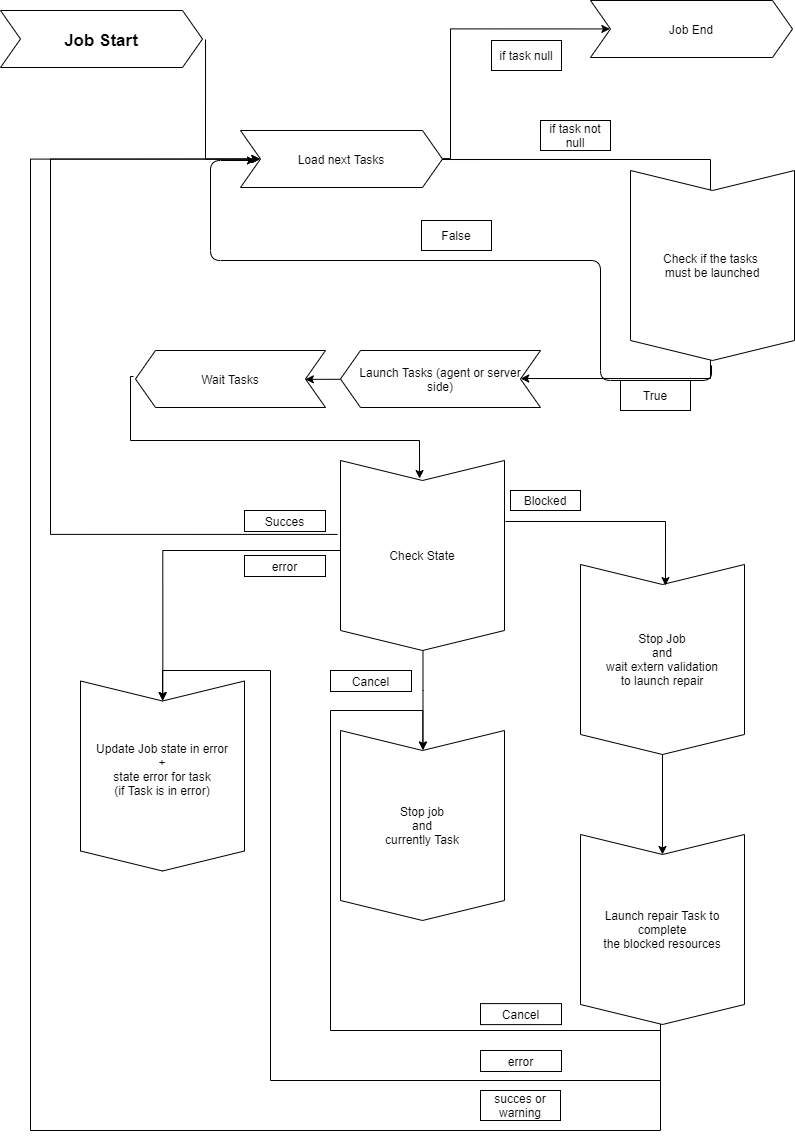 Job Start
Job End
if task null
if task not
null
Load next Tasks
False
Check if the tasks
must be launched
Wait Tasks
Launch Tasks (agent or server
side)
True
Succes
Blocked
error
Check State
Stop Job
and
wait extern validation
to launch repair
Cancel
Update Job state in error
+
state error for task
(if Task is in error)
Stop job
and
currently Task
Launch repair Task to
complete
the blocked resources
Cancel
error
succes or
warning